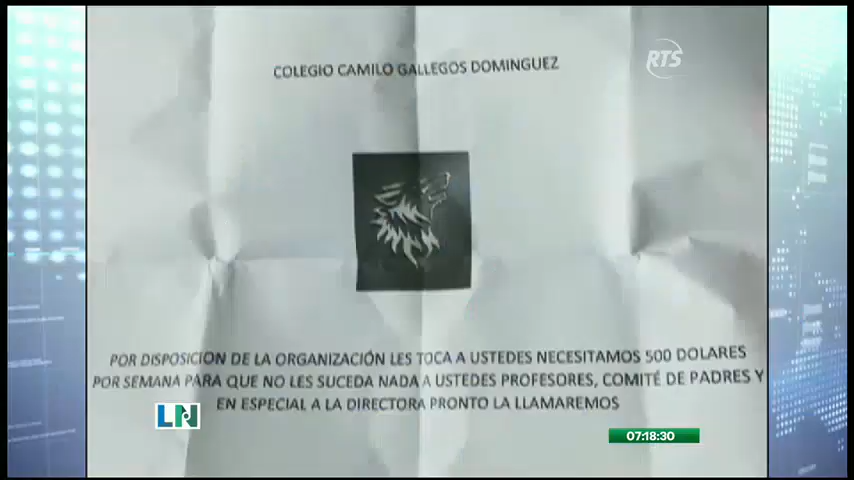 COLEGIO CAMILO GALLEGOS DOMINGUEZ
RTS
POR DISPOSICION DE LA ORGANIZACIÓN LES TOCA A USTEDES NECESITAMOS 500 DOLARES
POR SEMANA PARA QUE NO LES SUCEDA NADA A USTEDES PROFESORES, COMITÉ DE PADRES Y
EN ESPECIAL A LA DIRECTORA PRONTO LA LLAMAREMOS
LN
07:18:30